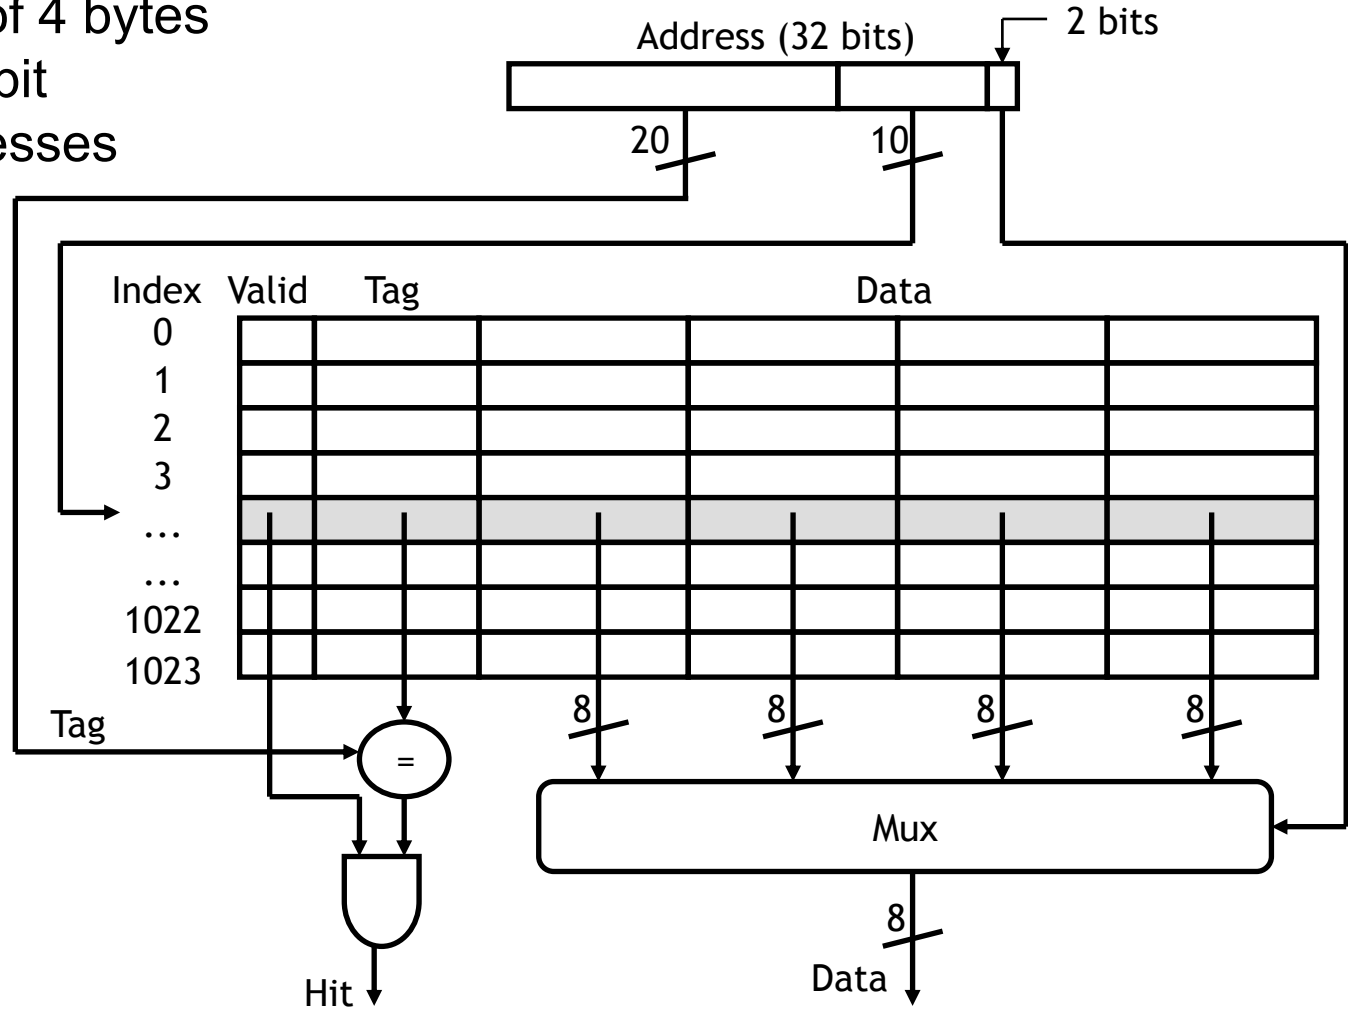 of 4 bytes
bit
esses
Address (32 bits)
2 bits
20
10
Index Valid Tag Data
0
1
2
3
...
...
1022
1023
Tag
=
8 8 8 8
Mux
8
Hit
Data